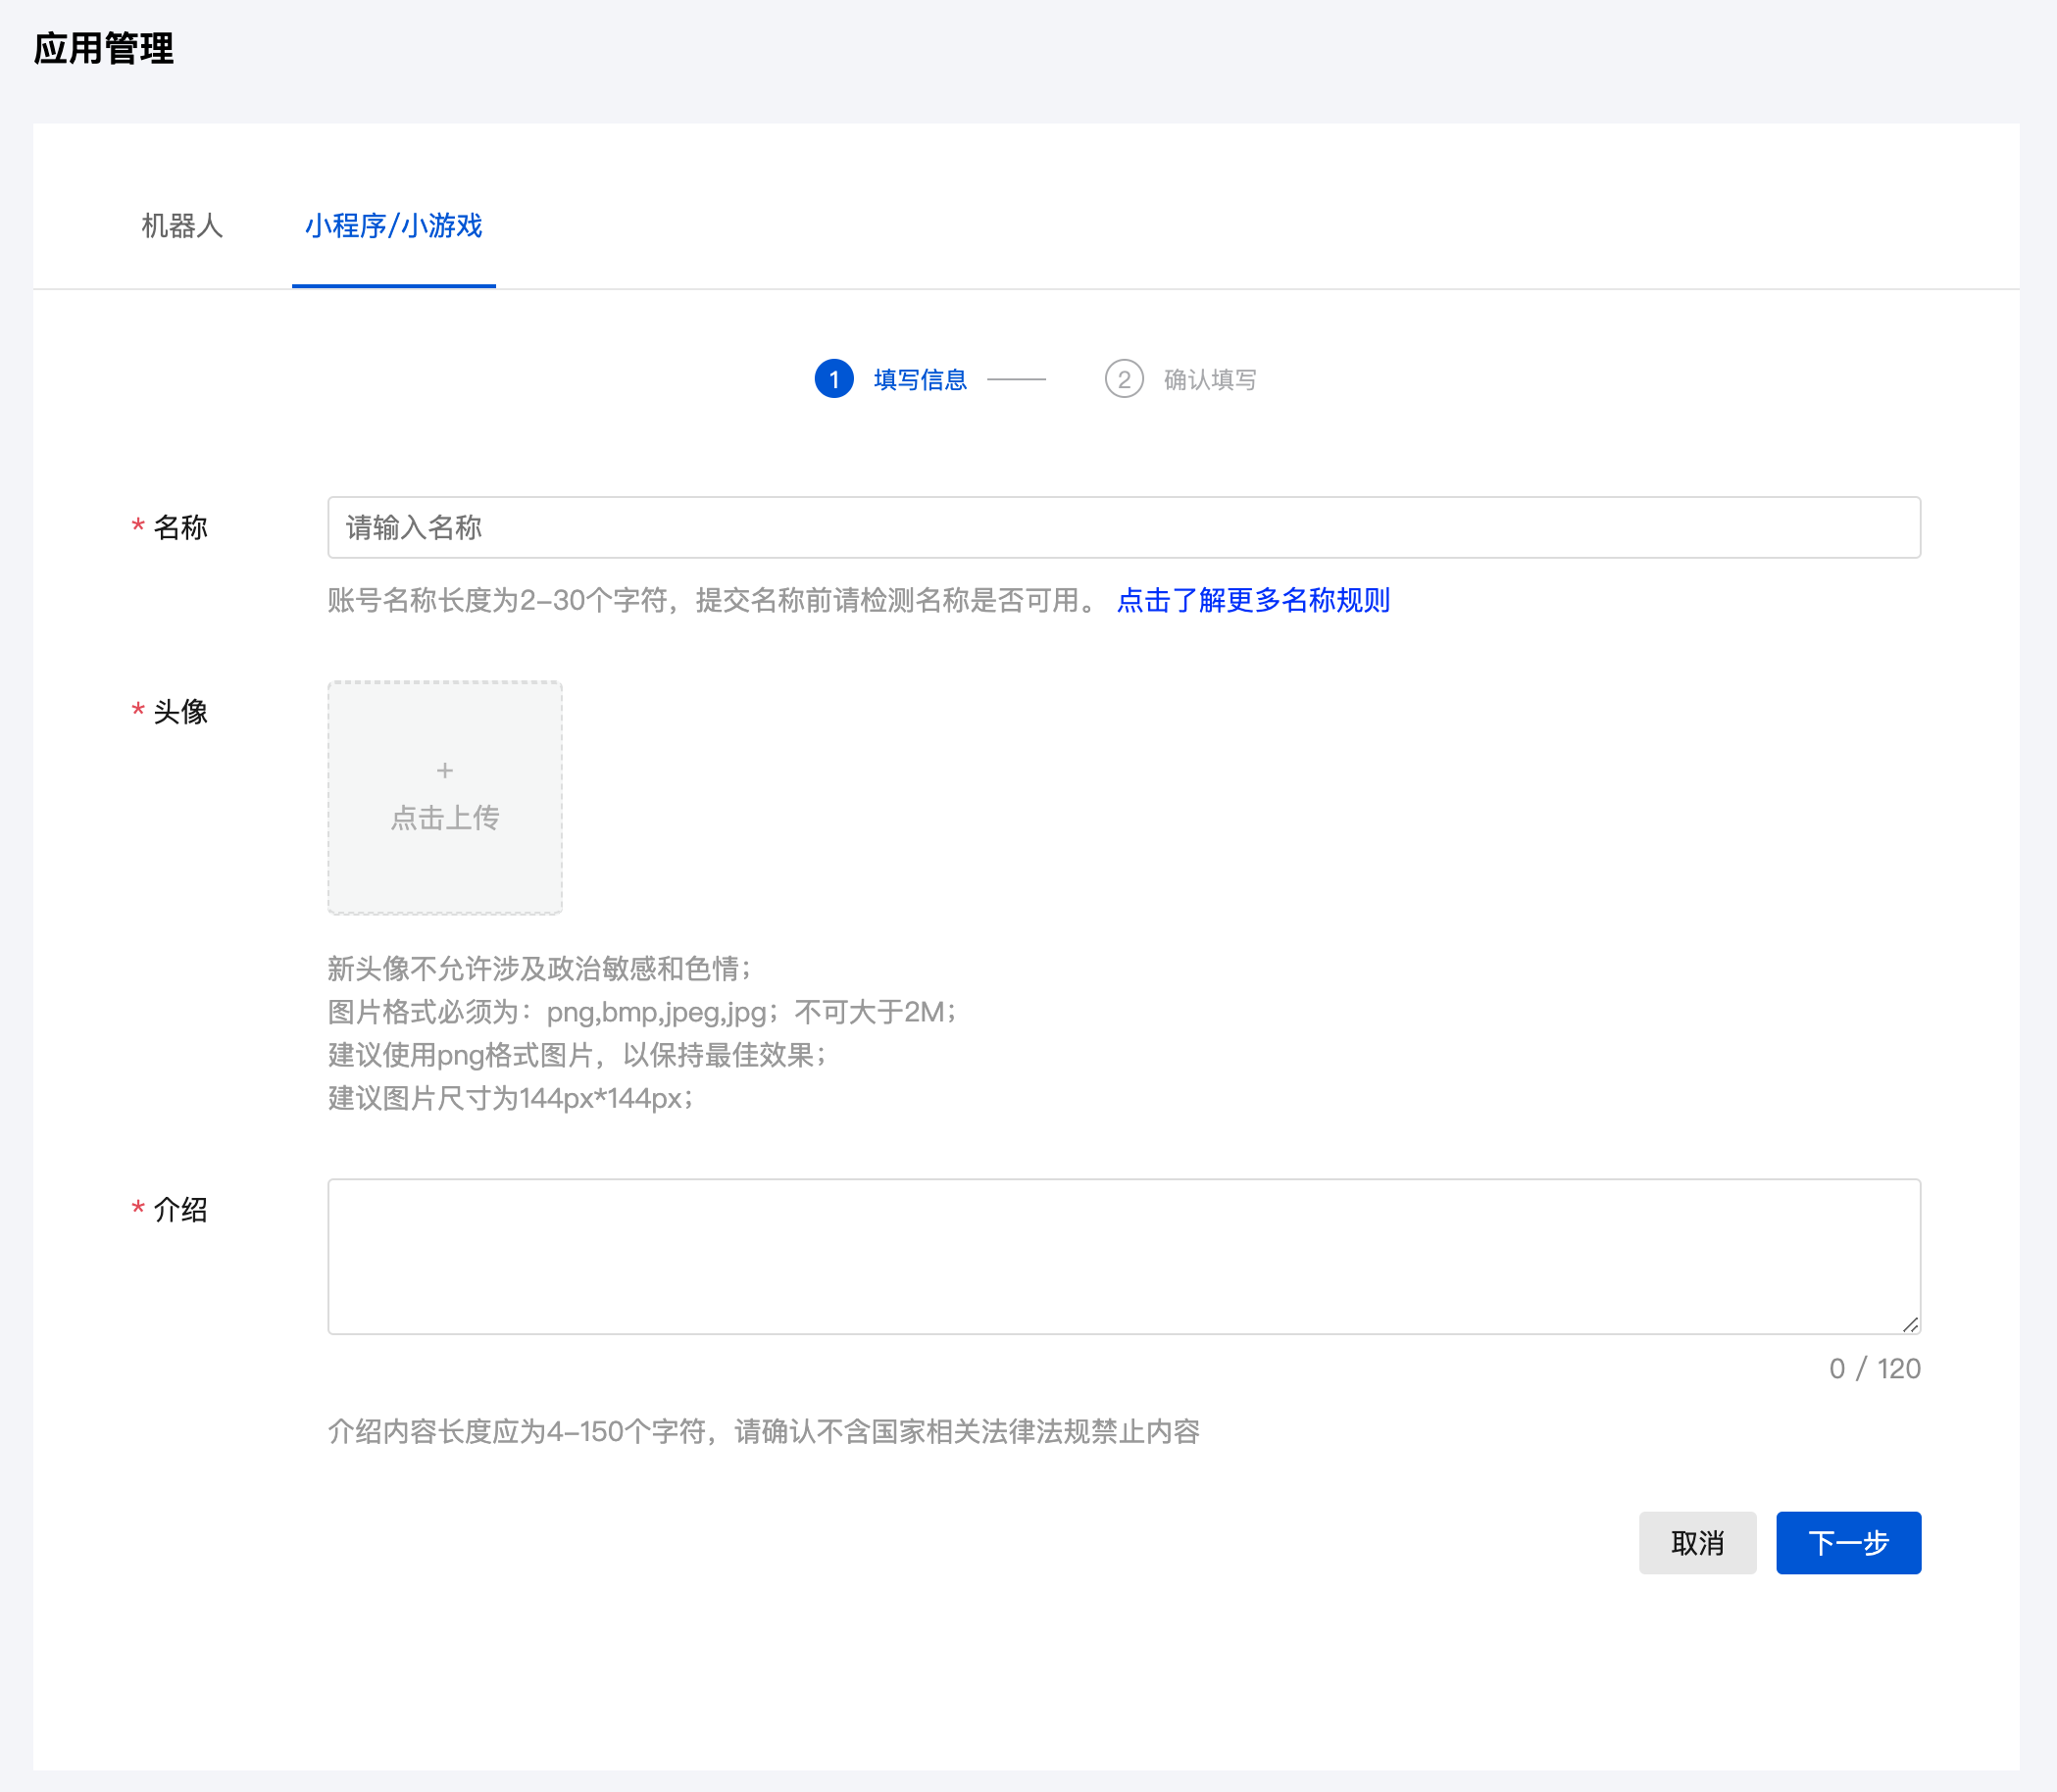 应用管理
机器人 小程序/小游戏
1 填写信息 2 确认填写
* 名称 请输入名称
账号名称长度为2-30个字符，提交名称前请检测名称是否可用。 点击了解更多名称规则
* 头像
+
点击上传
新头像不允许涉及政治敏感和色情；
图片格式必须为：png,bmp,jpeg,jpg；不可大于2M；
建议使用png格式图片，以保持最佳效果；
建议图片尺寸为144px*144px；
* 介绍
0 / 120
介绍内容长度应为4-150个字符，请确认不含国家相关法律法规禁止内容
取消 下一步